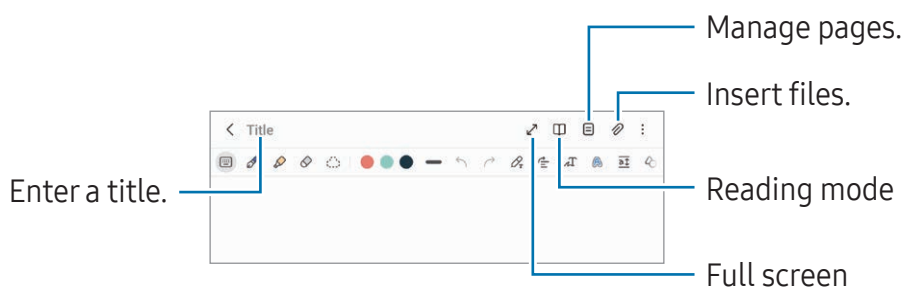 Manage pages.
Insert files.
Title
Enter a title.
Reading mode
Full screen